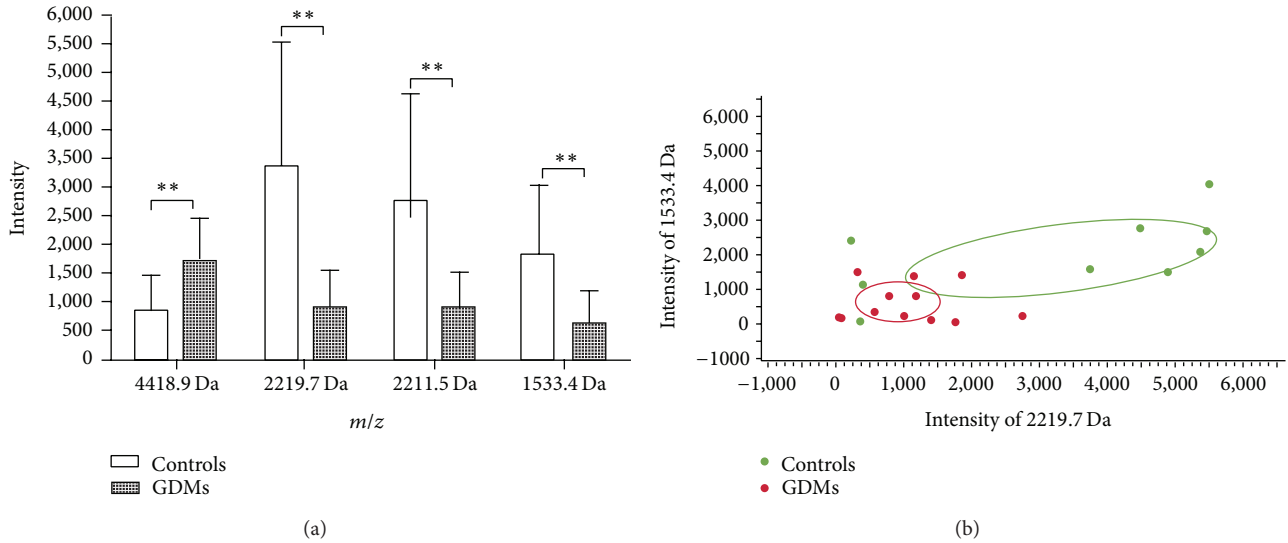 6,000
5,500
5,000
4,500
4,000
3,500
3,000
2,500
2,000
1,500
1,000
500
0
Intensity
**
**
**
**
4418.9 Da 2219.7 Da 2211.5 Da 1533.4 Da
m/z
Controls
GDMs
(a)
6,000
5,000
4,000
3,000
2,000
1,000
0
−1000
Intensity of 1533.4 Da
−1,000 0 1,000 2,000 3,000 4,000 5,000 6,000
Intensity of 2219.7 Da
Controls
GDMs
(b)